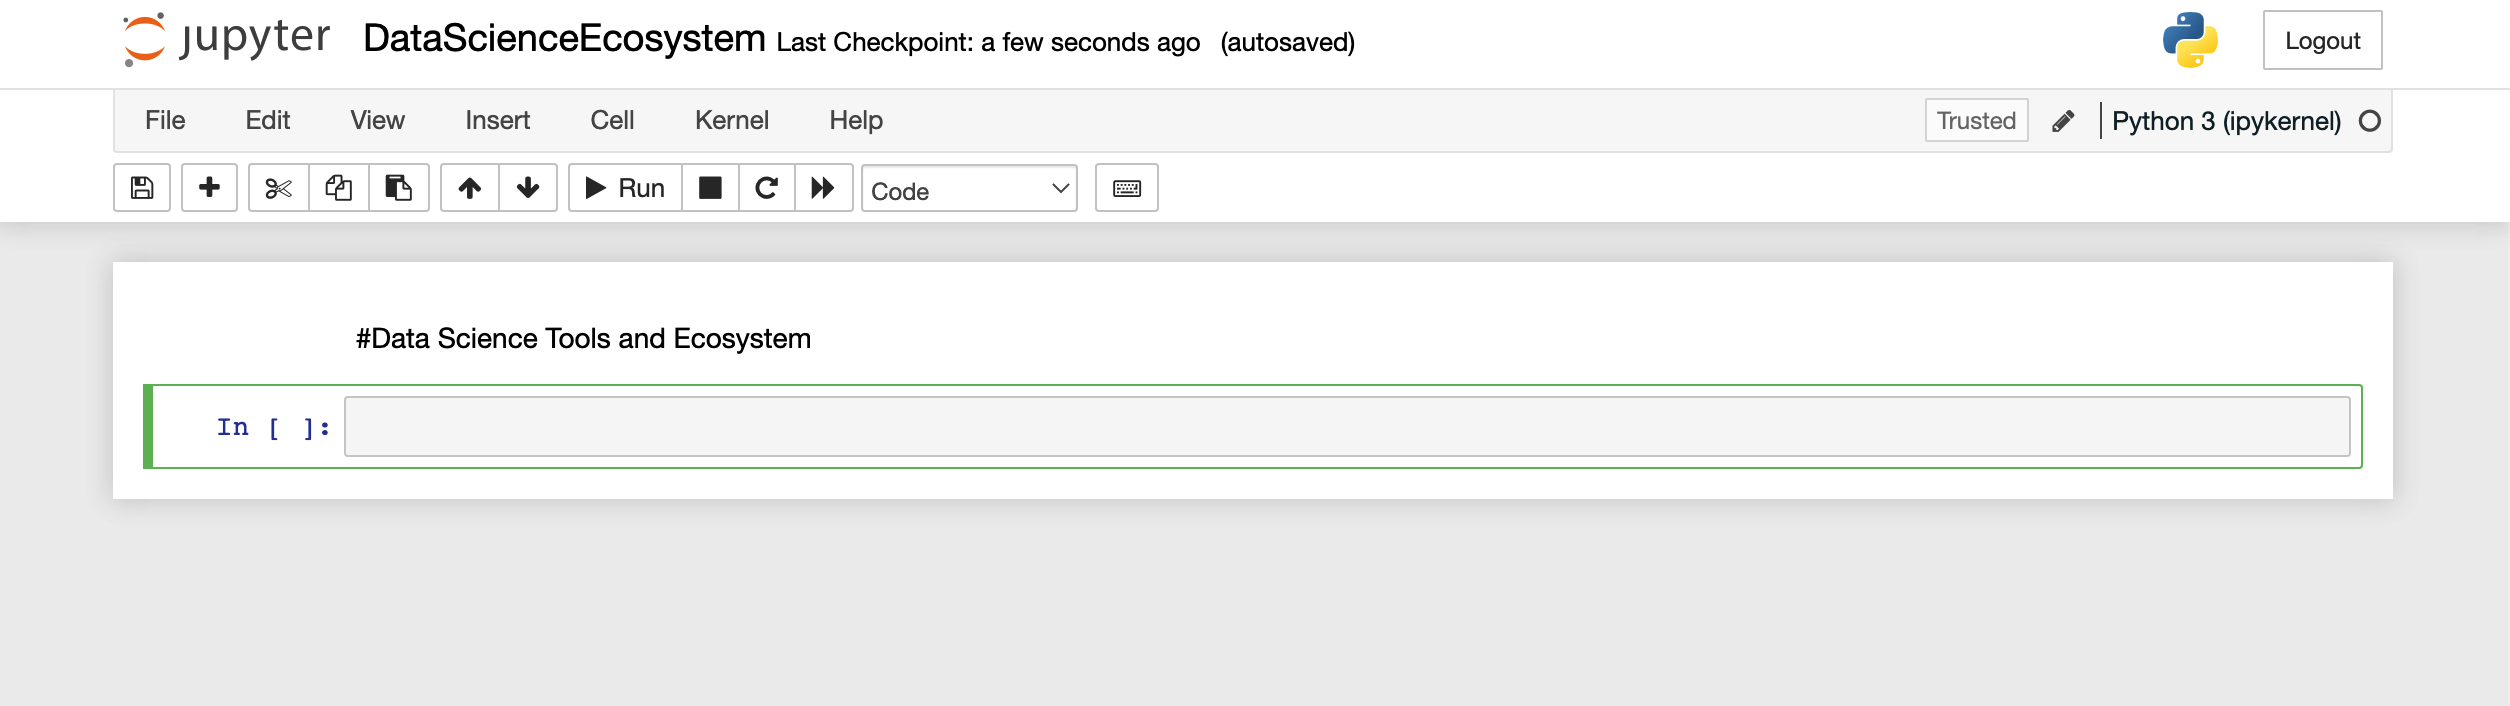 jupyter DataScienceEcosystem Last Checkpoint: a few seconds ago (autosaved) Logout
File Edit View Insert Cell Kernel Help Trusted Python 3 (ipykernel)
Run Code
#Data Science Tools and Ecosystem
In [ ]: